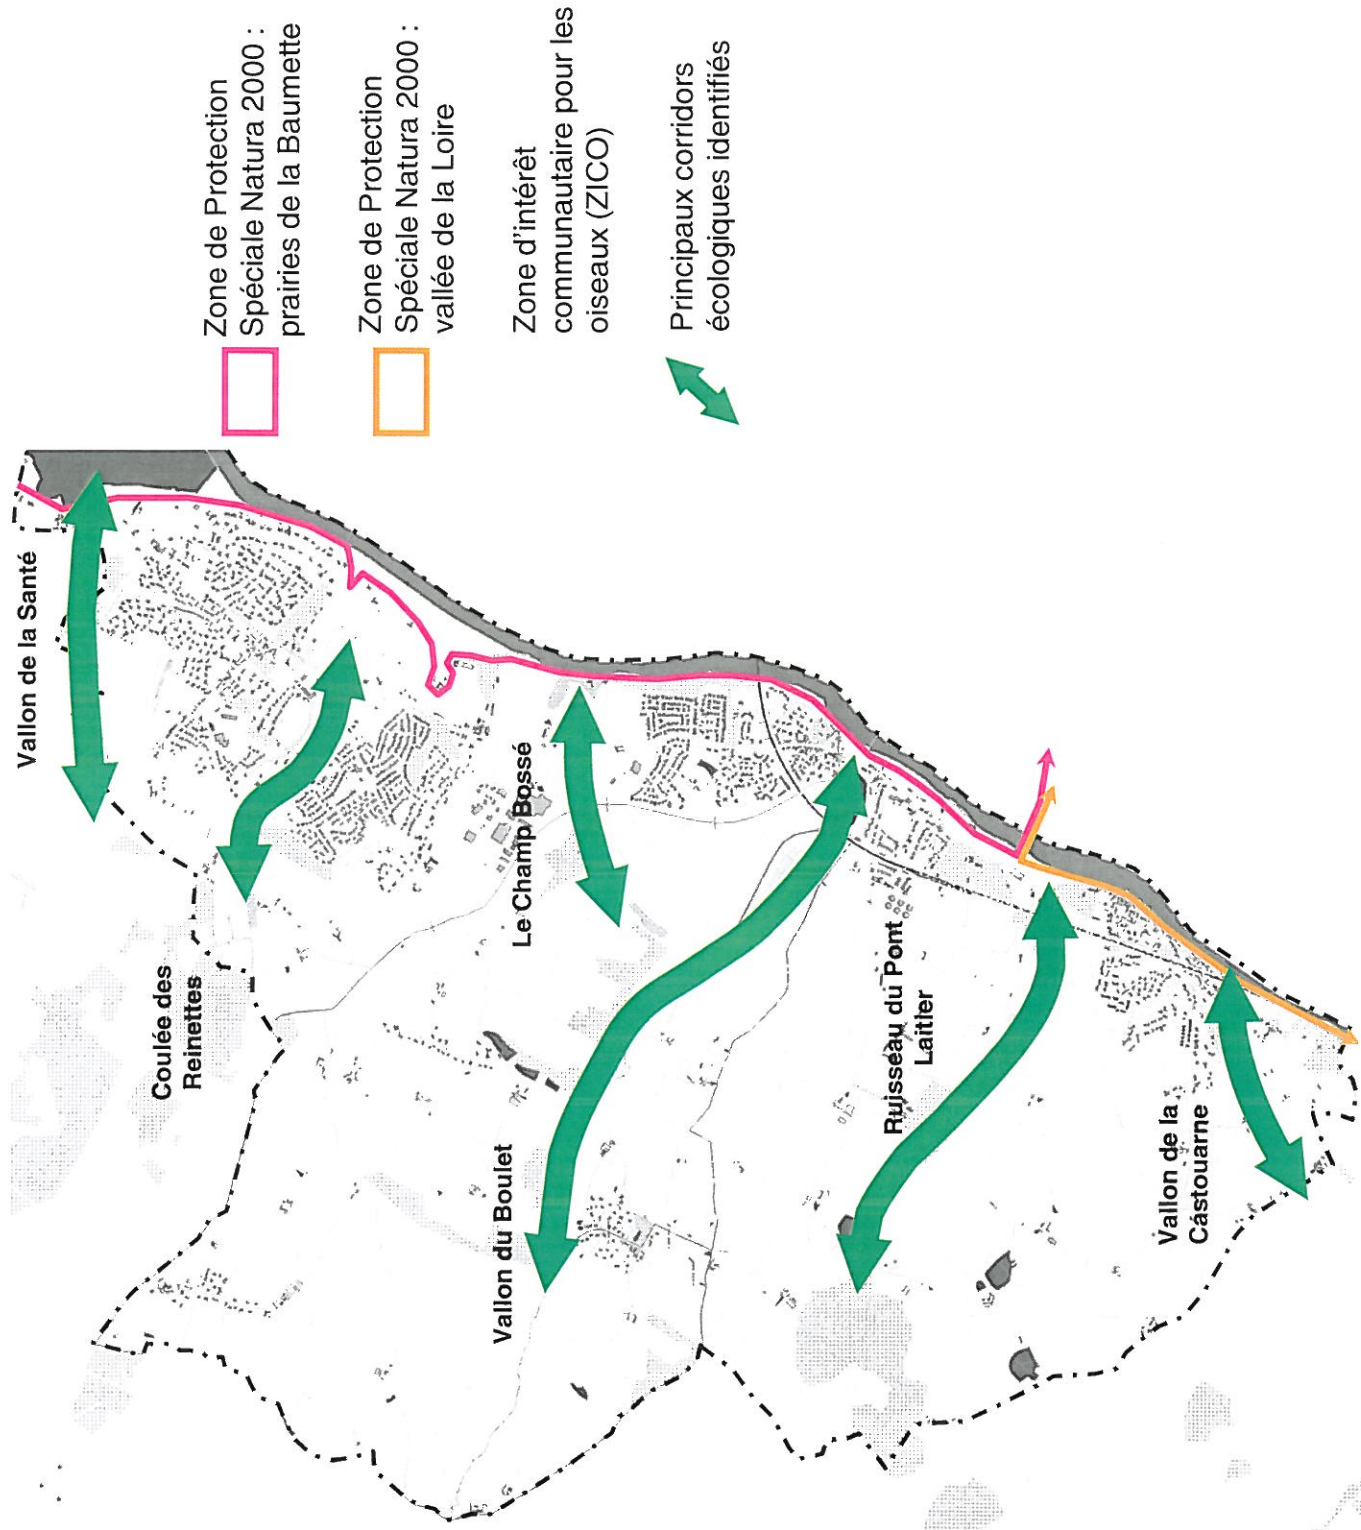 Zone de Protection
Spéciale Natura 2000 :
prairies de la Baumette
Zone de Protection
Spéciale Natura 2000 :
vallée de la Loire
Zone d'intérêt
communautaire pour les
oiseaux (ZICO)
Principaux corridors
écologiques identifiés
Vallon de la Santé
Coulée des
Reinettes
Le Champ Bossé
Vallon du Boulet
Ruisseau du Pont
Laitier
Vallon de la
Castouarne